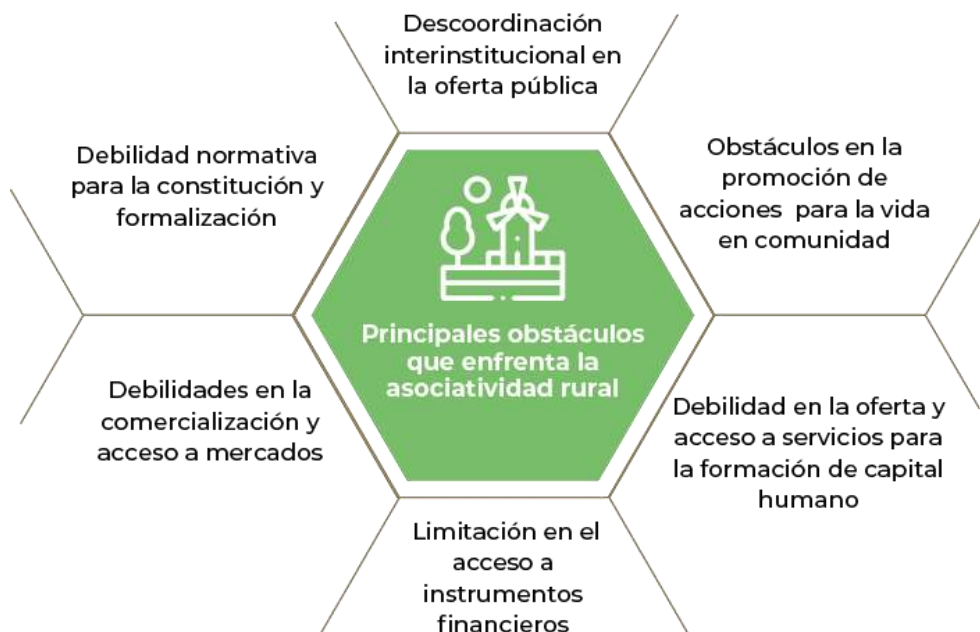 Descoordinación
interinstitucional en
la oferta pública
Debilidad normativa
para la constitución y
formalización
Obstáculos en la
promoción de
acciones para la vida
en comunidad
Principales obstáculos
que enfrenta la
asociatividad rural
Debilidades en la
comercialización y
acceso a mercados
Debilidad en la oferta y
acceso a servicios para
la formación de capital
humano
Limitación en el
acceso a
instrumentos
financieros